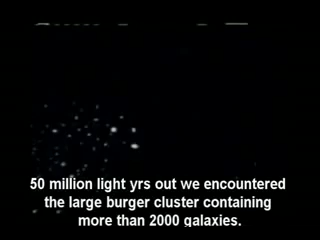 50 million light yrs out we encountered
the large burger cluster containing
more than 2000 galaxies.